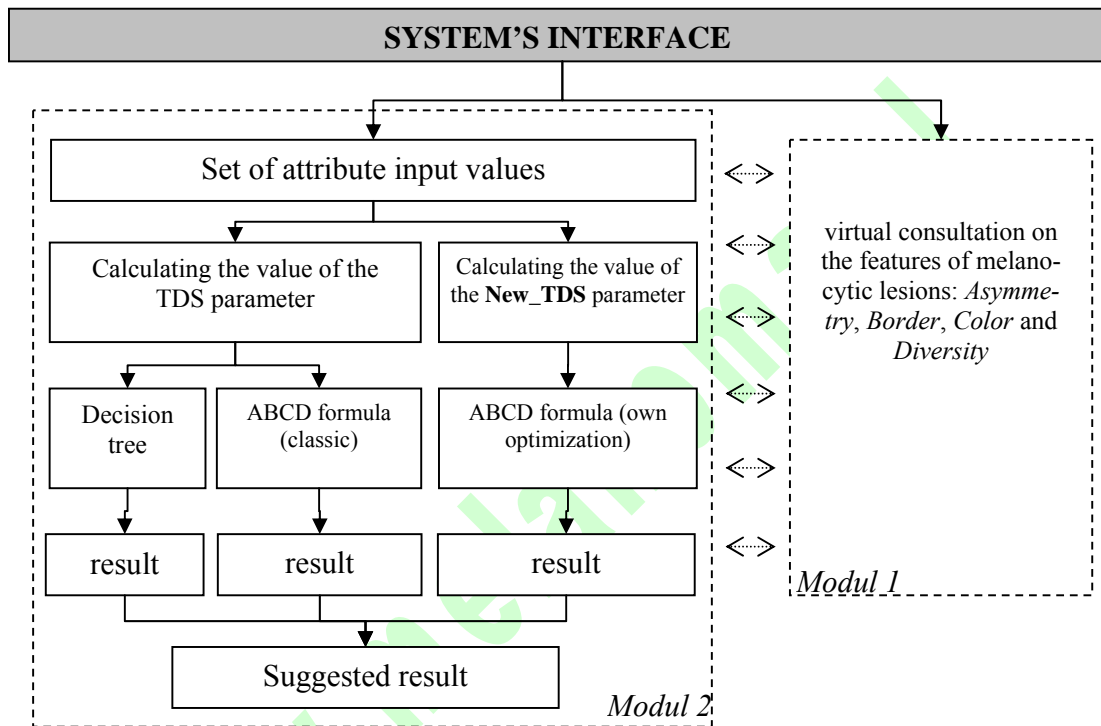 SYSTEM'S INTERFACE
Set of attribute input values
Calculating the value of the
TDS parameter
Calculating the value of
the New_TDS parameter
Decision
tree
ABCD formula
(classic)
ABCD formula (own
optimization)
result
result
result
Suggested result
Modul 2
virtual consultation on
the features of melano-
cytic lesions: Asymme-
try, Border, Color and
Diversity
Modul 1